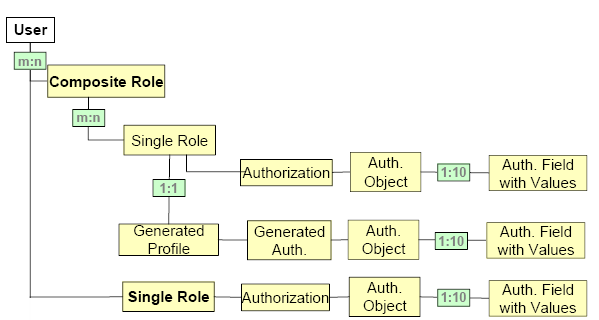 User
m:n
Composite Role
m:n
Single Role
Authorization
Auth.
Object
1:10
Auth. Field
with Values
1:1
Generated
Profile
Generated
Auth.
Auth.
Object
1:10
Auth. Field
with Values
Single Role
Authorization
Auth.
Object
1:10
Auth. Field
with Values